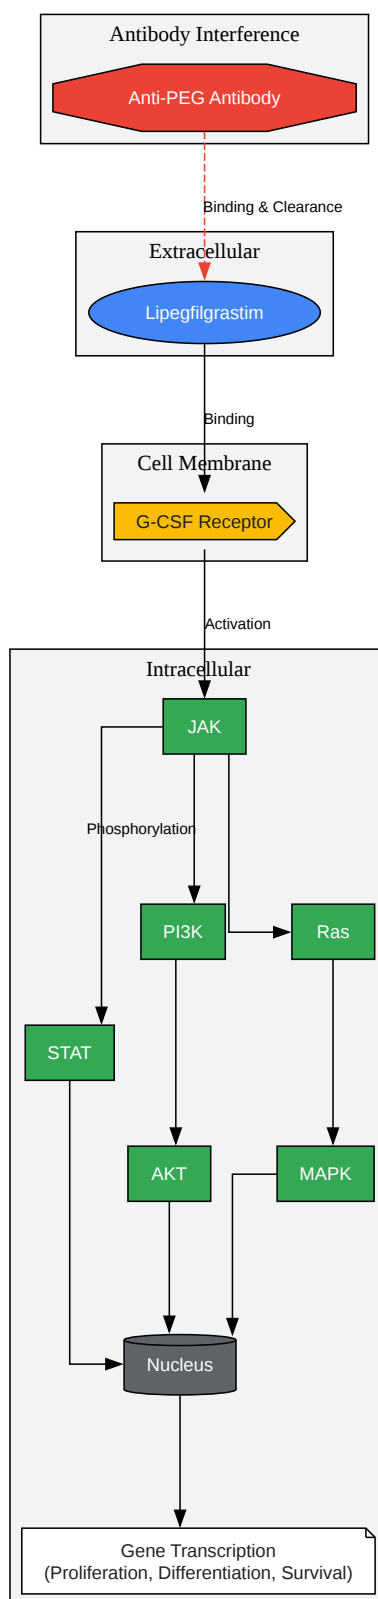 Antibody Interference
Anti-PEG Antibody
Binding & Clearance
Extracellular
Lipegfilgrastim
Binding
Cell Membrane
G-CSF Receptor
Activation
Intracellular
JAK
Phosphorylation
PI3K
Ras
STAT
AKT
MAPK
Nucleus
Gene Transcription
(Proliferation, Differentiation, Survival)